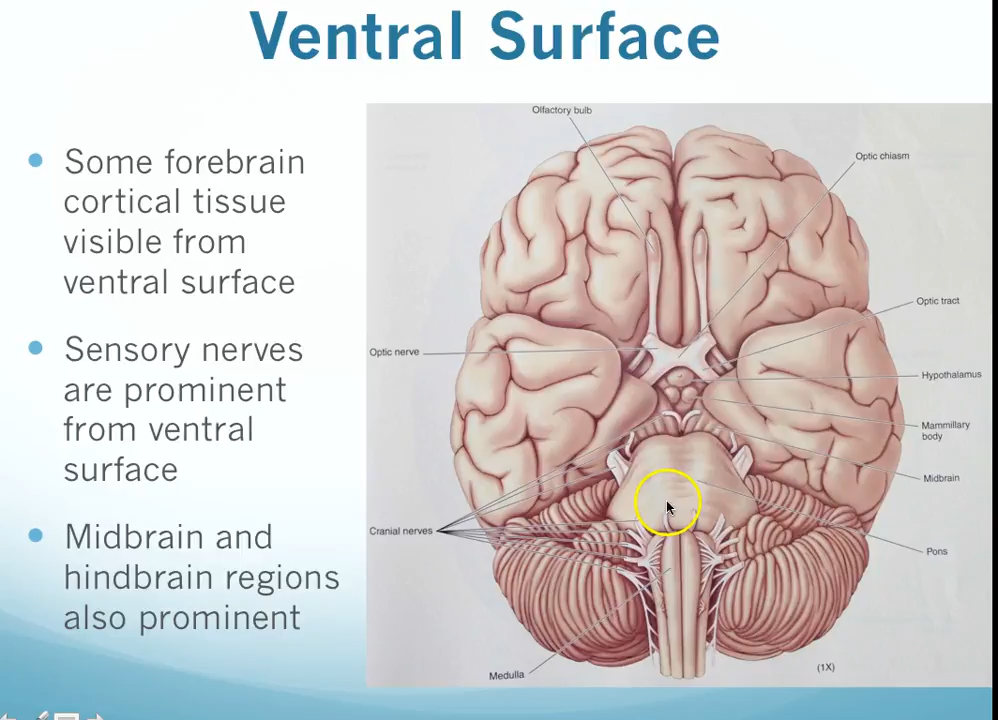 Ventral Surface
Some forebrain
cortical tissue
visible from
ventral surface
Sensory nerves
are prominent
from ventral
surface
Midbrain and
hindbrain regions
also prominent
Olfactory bulb
Optic chiasm
Optic tract
Optic nerve
Hypothalamus
Mammillary
body
Midbrain
Cranial nerves
Pons
(1X)
Medulla